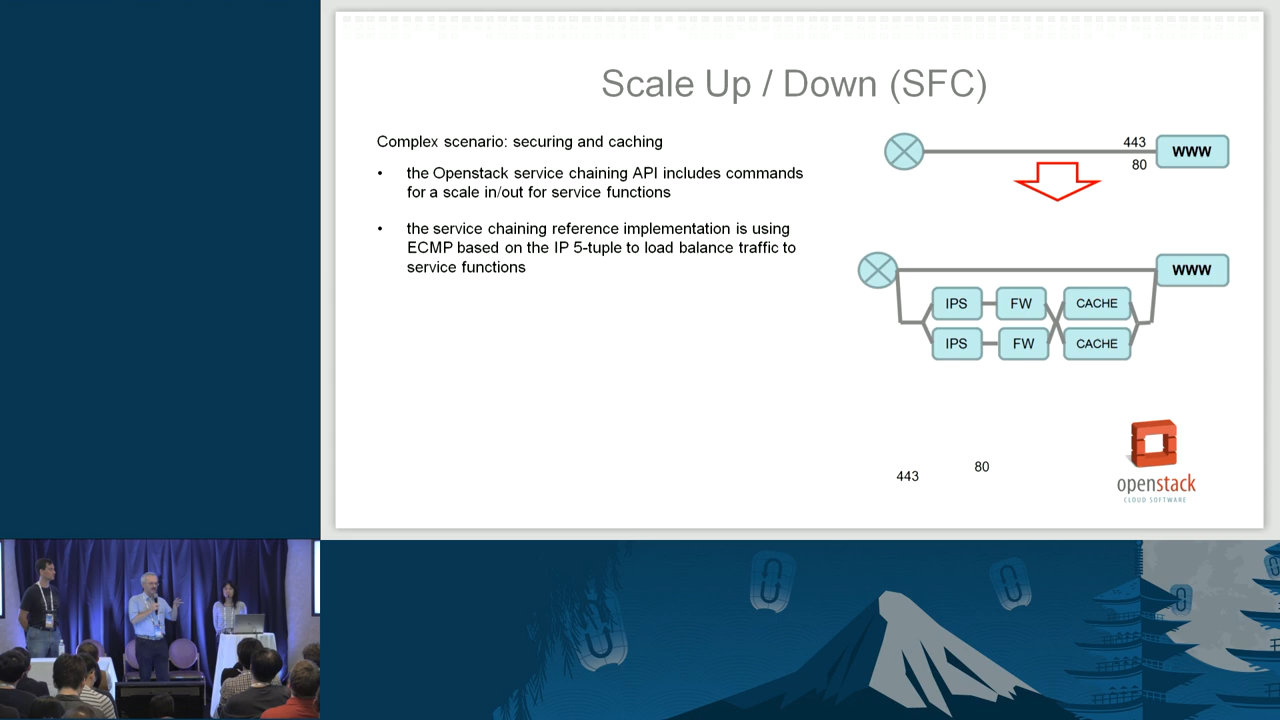 Scale Up / Down (SFC)
Complex scenario: securing and caching
• the Openstack service chaining API includes commands
for a scale in/out for service functions
• the service chaining reference implementation is using
ECMP based on the IP 5-tuple to load balance traffic to
service functions
443
80
WWW
WWW
IPS
FW
CACHE
IPS
FW
CACHE
443
80
openstack
CLOUD SOFTWARE